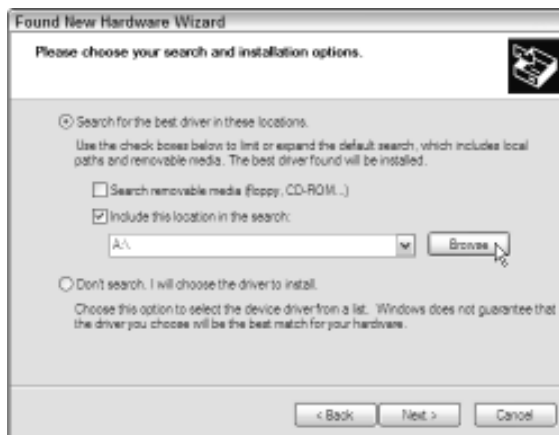 Found New Hardware Wizard
Please choose your search and installation options.
Search for the best driver in these locations.
Use the check boxes below to limit or expand the default search, which includes local
paths and removable media. The best driver found will be installed.
Search removable media (floppy, CD-ROM...)
Include this location in the search:
A:\
Browse
Don't search. I will choose the driver to install.
Choose this option to select the device driver from a list. Windows does not guarantee that
the driver you choose will be the best match for your hardware.
< Back Next > Cancel